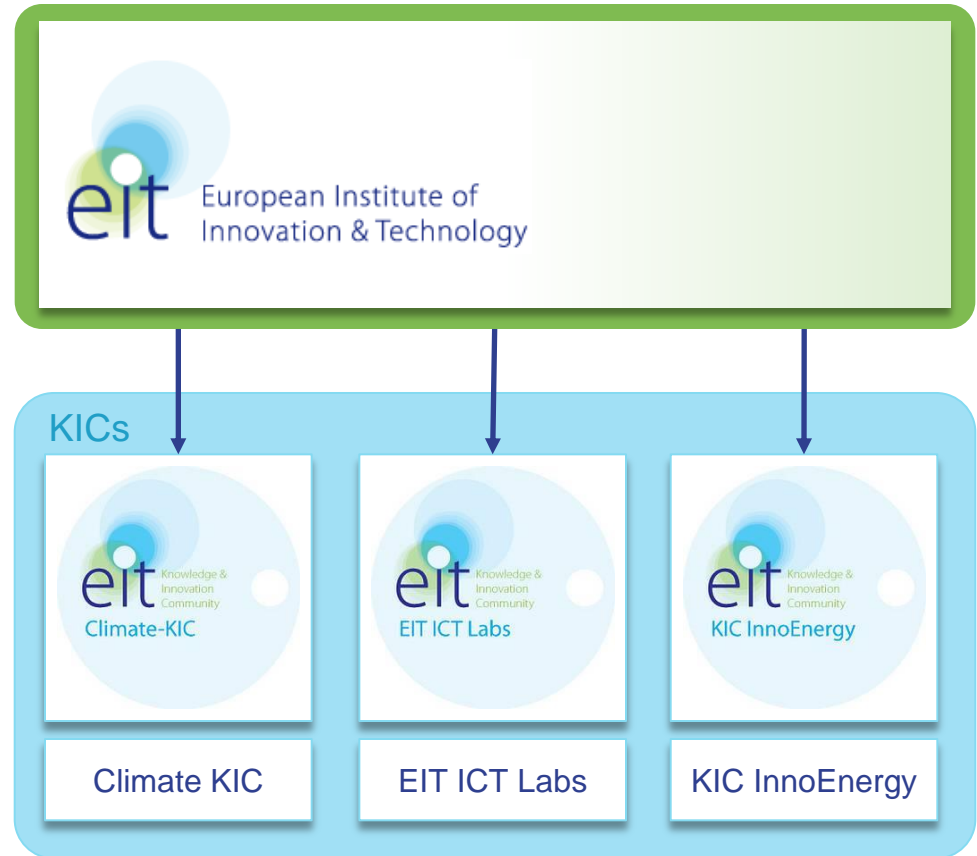 eit
European Institute of
Innovation & Technology
KICs
eit
Knowledge &
Innovation
Community
Climate-KIC
eit
Knowledge &
Innovation
Community
EIT ICT Labs
eit
Knowledge &
Innovation
Community
KIC InnoEnergy
Climate KIC
EIT ICT Labs
KIC InnoEnergy